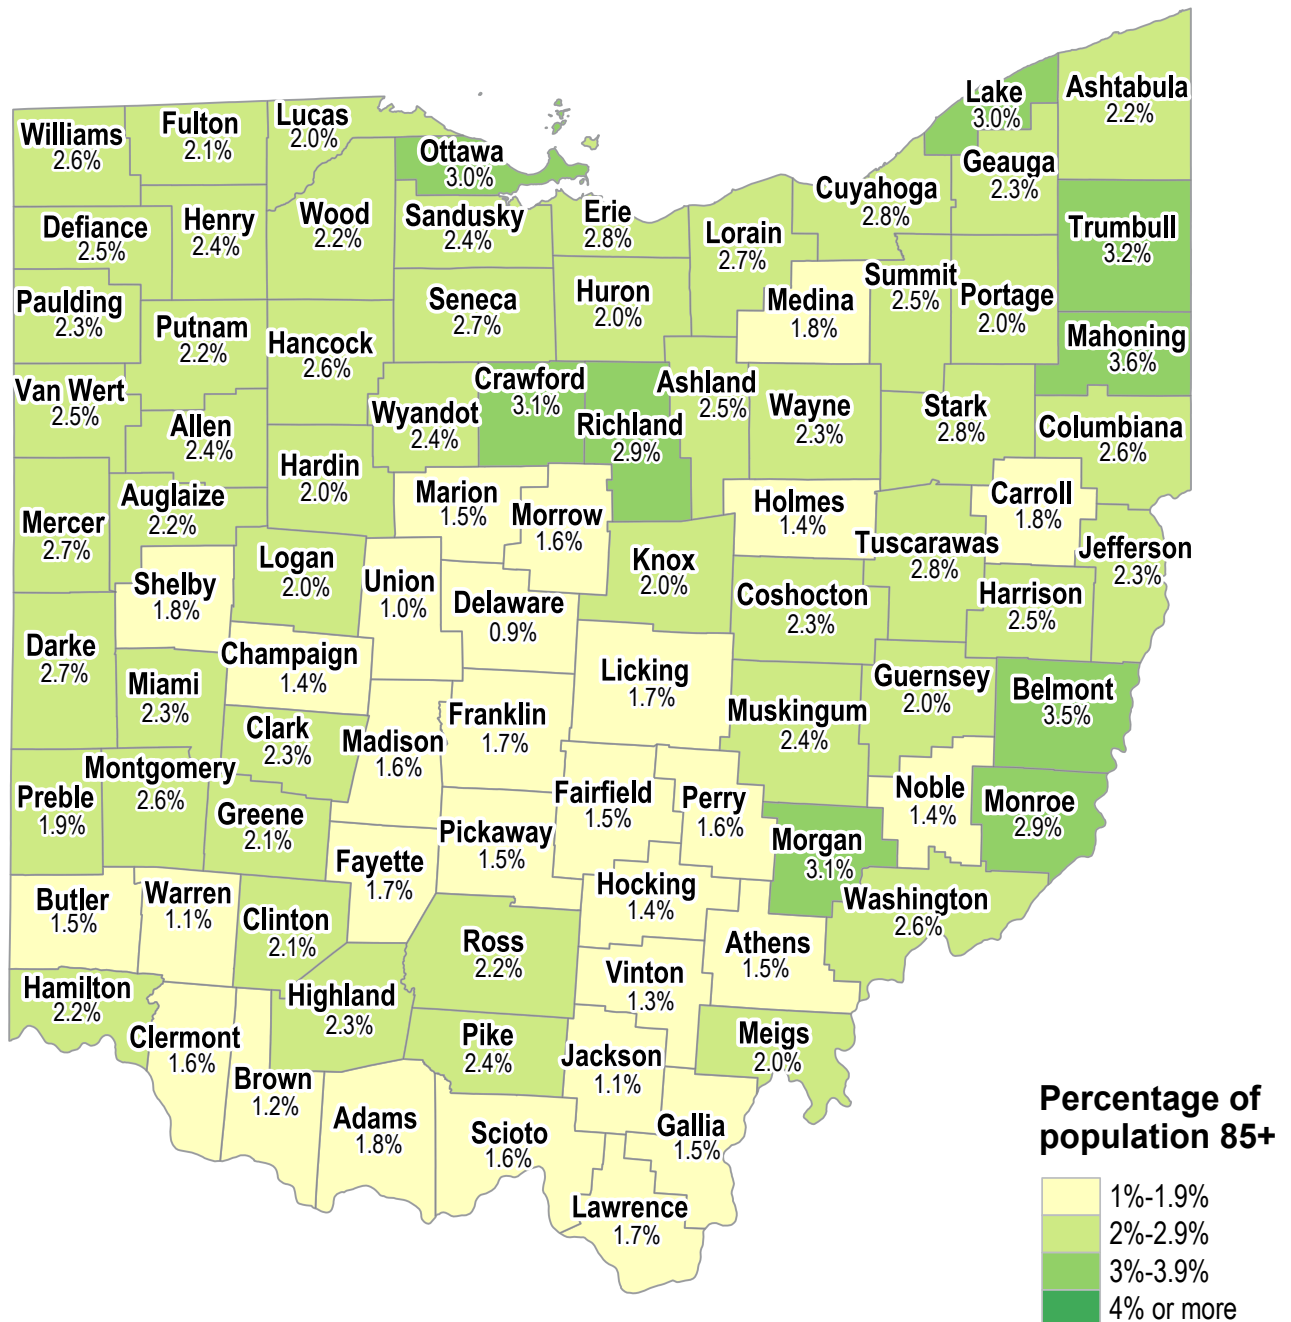 Lake
3.0%
Ashtabula
2.2%
Williams
2.6%
Fulton
2.1%
Lucas
2.0%
Ottawa
3.0%
Geauga
2.3%
Cuyahoga
2.8%
Defiance
2.5%
Henry
2.4%
Wood
2.2%
Sandusky
2.4%
Erie
2.8%
Lorain
2.7%
Trumbull
3.2%
Paulding
2.3%
Putnam
2.2%
Hancock
2.6%
Seneca
2.7%
Huron
2.0%
Medina
1.8%
Summit
2.5%
Portage
2.0%
Mahoning
3.6%
Van Wert
2.5%
Allen
2.4%
Wyandot
2.4%
Crawford
3.1%
Richland
2.9%
Ashland
2.5%
Wayne
2.3%
Stark
2.8%
Columbiana
2.6%
Hardin
2.0%
Mercer
2.7%
Auglaize
2.2%
Marion
1.5%
Morrow
1.6%
Holmes
1.4%
Carroll
1.8%
Tuscarawas
2.8%
Jefferson
2.3%
Shelby
1.8%
Logan
2.0%
Union
1.0%
Delaware
0.9%
Knox
2.0%
Coshocton
2.3%
Harrison
2.5%
Darke
2.7%
Miami
2.3%
Champaign
1.4%
Licking
1.7%
Guernsey
2.0%
Belmont
3.5%
Clark
2.3%
Madison
1.6%
Franklin
1.7%
Muskingum
2.4%
Preble
1.9%
Montgomery
2.6%
Greene
2.1%
Fairfield
1.5%
Perry
1.6%
Noble
1.4%
Monroe
2.9%
Pickaway
1.5%
Morgan
3.1%
Fayette
1.7%
Butler
1.5%
Warren
1.1%
Clinton
2.1%
Hocking
1.4%
Washington
2.6%
Ross
2.2%
Athens
1.5%
Hamilton
2.2%
Highland
2.3%
Vinton
1.3%
Clermont
1.6%
Pike
2.4%
Jackson
1.1%
Meigs
2.0%
Brown
1.2%
Adams
1.8%
Scioto
1.6%
Gallia
1.5%
Lawrence
1.7%
Percentage of
population 85+
1%-1.9%
2%-2.9%
3%-3.9%
4% or more